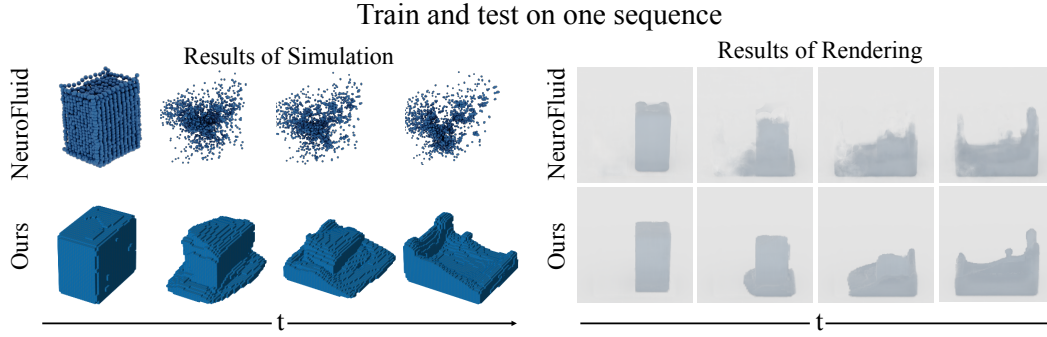 Train and test on one sequence
Results of Simulation
Results of Rendering
NeuroFluid
NeuroFluid
Ours
Ours
t
t